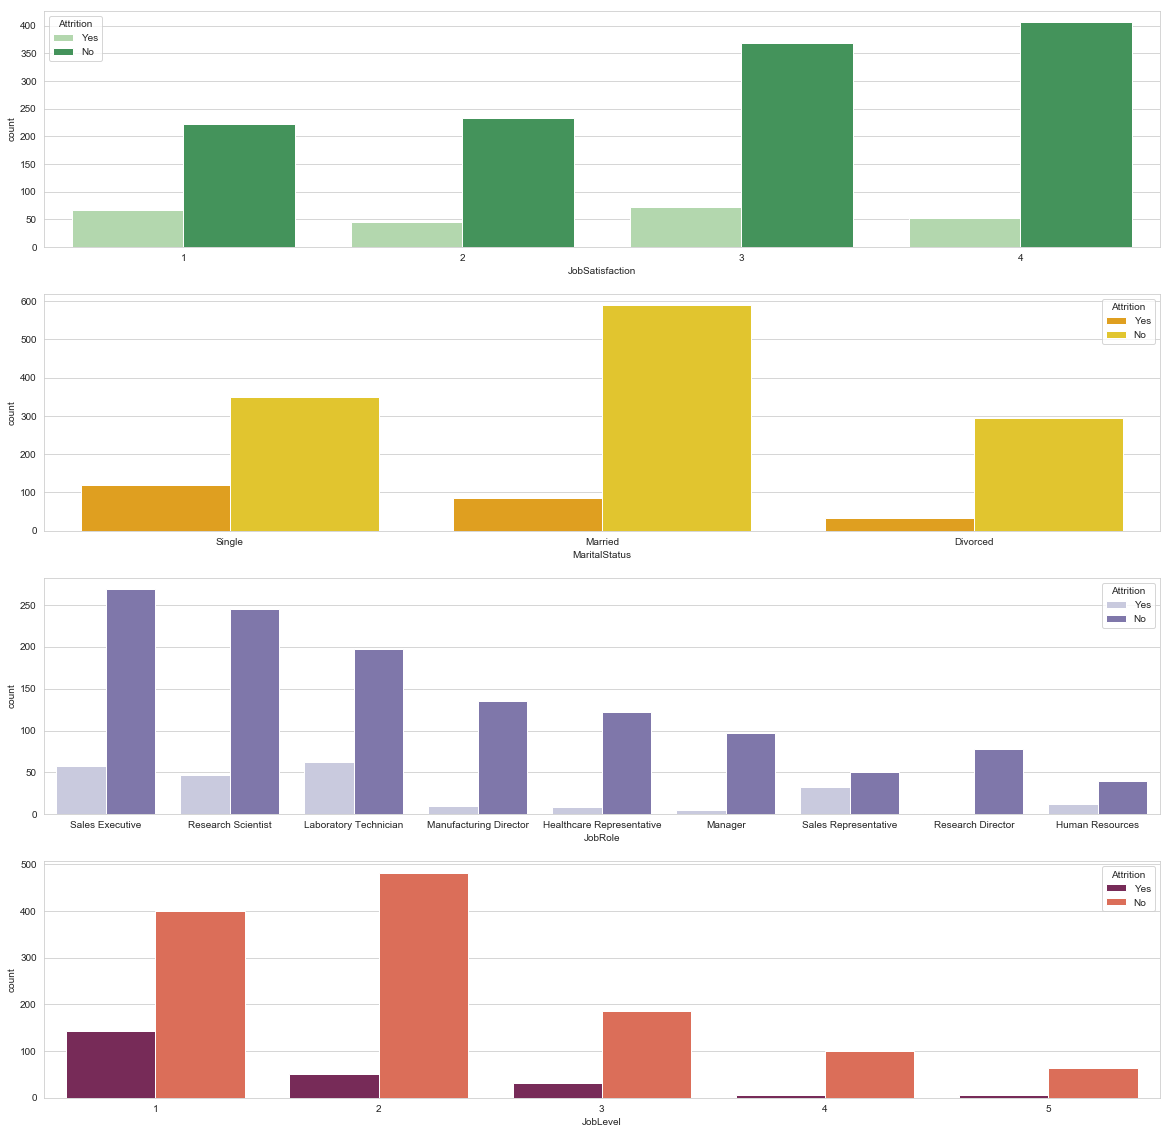 Attrition
Yes
No
400
350
300
250
200
150
100
50
0
count
1 2 3 4
JobSatisfaction
Attrition
Yes
No
600
500
400
300
200
100
0
count
Single Married Divorced
MaritalStatus
Attrition
Yes
No
250
200
150
100
50
0
count
Sales Executive Research Scientist Laboratory Technician Manufacturing Director Healthcare Representative Manager Sales Representative Research Director Human Resources
JobRole
Attrition
Yes
No
500
400
300
200
100
0
count
1 2 3 4 5
JobLevel